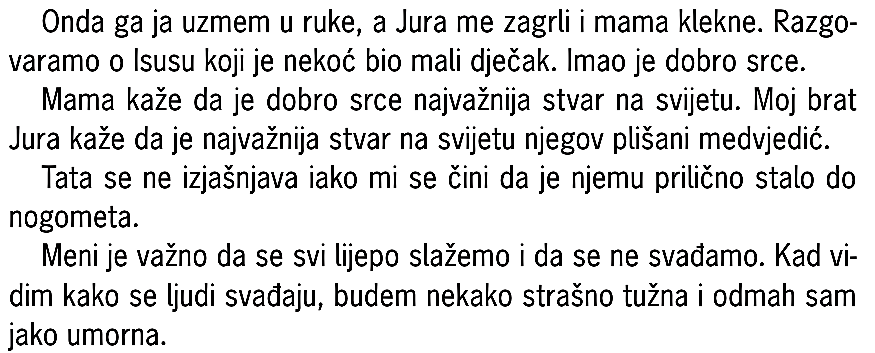 Onda ga ja uzmem u ruke, a Jura me zagrli i mama klekne. Razgo-
varamo o Isusu koji je nekoć bio mali dječak. Imao je dobro srce.
Mama kaže da je dobro srce najvažnija stvar na svijetu. Moj brat
Jura kaže da je najvažnija stvar na svijetu njegov plišani medvjedić.
Tata se ne izjašnjava iako mi se čini da je njemu prilično stalo do
nogometa.
Meni je važno da se svi lijepo slažemo i da se ne svađamo. Kad vi-
dim kako se ljudi svađaju, budem nekako strašno tužna i odmah sam
jako umorna.